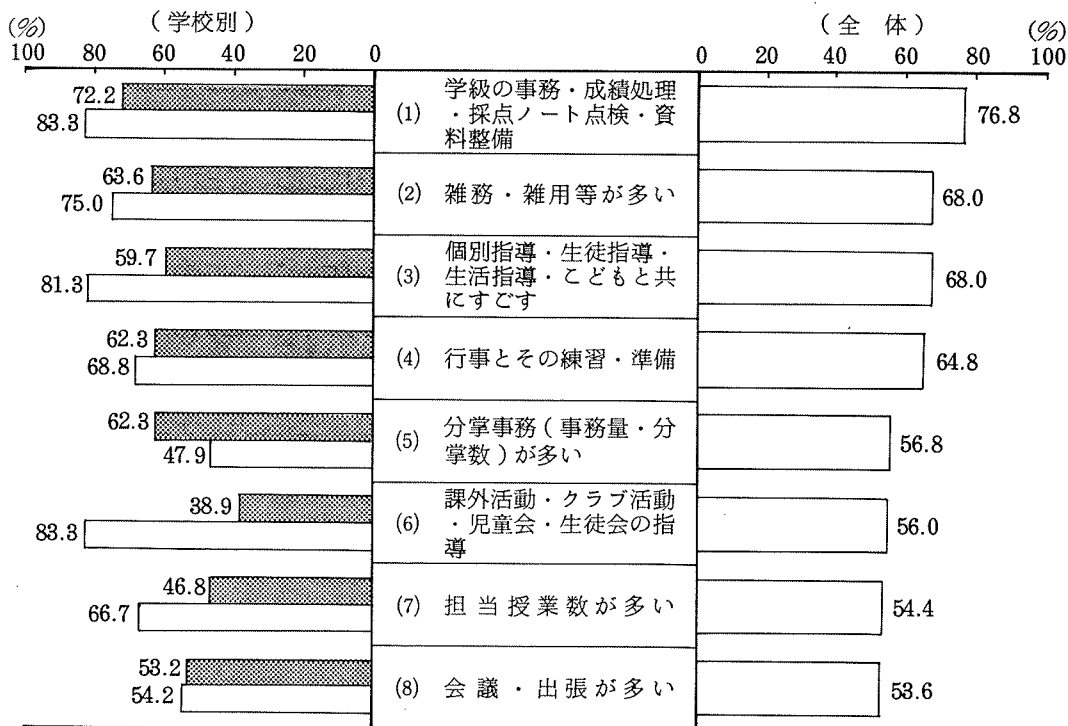 (%) (学校別) (全 体) (%)
100 80 60 40 20 0 0 20 40 60 80 100
72.2
83.3
(1) 学級の事務・成績処理
・採点ノート点検・資
料整備
76.8
63.6
75.0
(2) 雑務・雑用等が多い
68.0
59.7
81.3
(3) 個別指導・生徒指導・
生活指導・こどもと共
にすごす
68.0
62.3
68.8
(4) 行事とその練習・準備
64.8
62.3
47.9
(5) 分掌事務(事務量・分
掌数)が多い
56.8
38.9
83.3
(6) 課外活動・クラブ活動
・児童会・生徒会の指
導
56.0
46.8
66.7
(7) 担当授業数が多い
54.4
53.2
54.2
(8) 会議・出張が多い
53.6